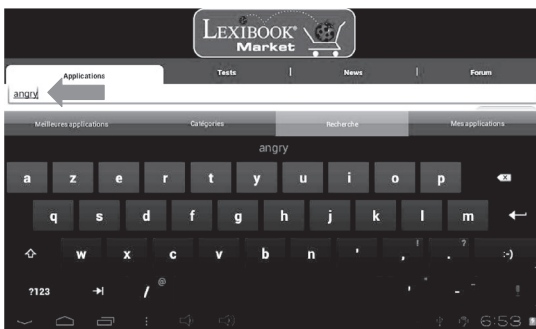 LEXIBOOK®
Market
Applications Tests | News | Forum
angry
Meilleures applications Catégories Recherche Mes applications
angry
a z e r t y u i o p
q s d f g h j k l m
w x c v b n ' , ! . ? :-)
?123 / @ ' " - _ !
6:53